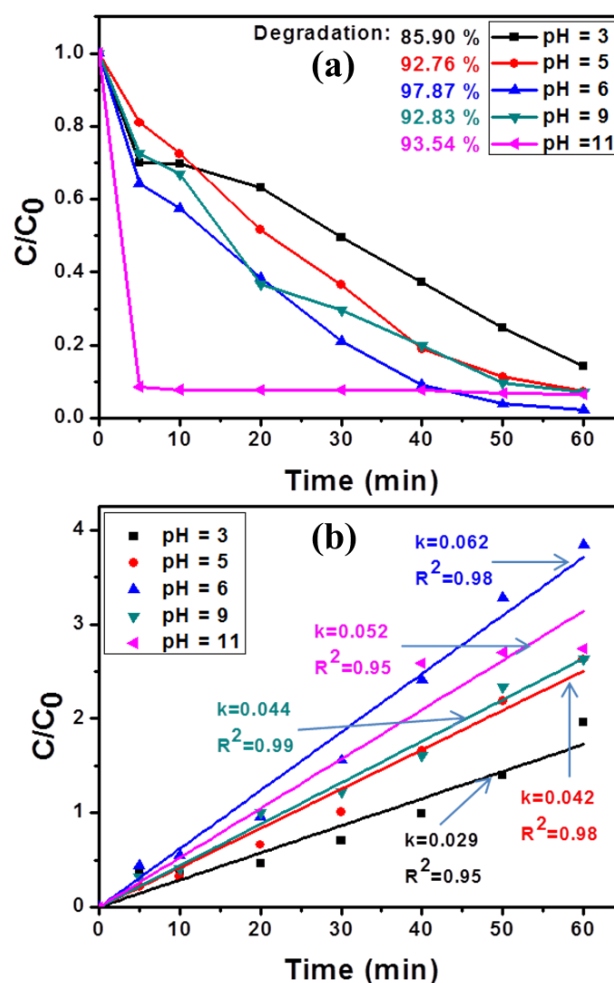 Degradation: 85.90 % pH = 3
(a) 92.76 % pH = 5
97.87 % pH = 6
92.83 % pH = 9
93.54 % pH =11
1.0
0.8
0.6
0.4
0.2
0.0
C/C0
0 10 20 30 40 50 60
Time (min)
(b)
pH = 3
pH = 5
pH = 6
pH = 9
pH = 11
k=0.062
R2=0.98
k=0.052
R2=0.95
k=0.044
R2=0.99
k=0.042
R2=0.98
k=0.029
R2=0.95
4
3
2
1
0
C/C0
0 10 20 30 40 50 60
Time (min)